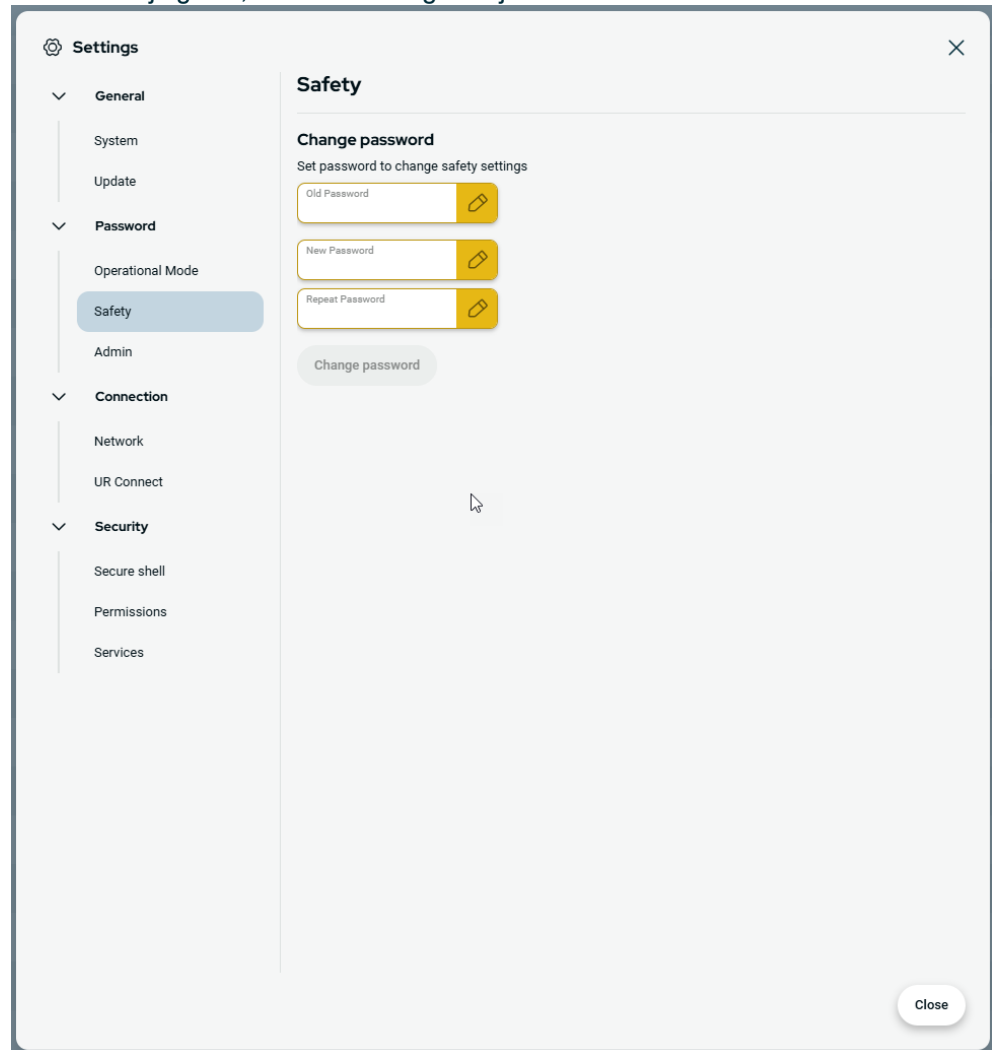 Settings
General
System
Update
Password
Operational Mode
Safety
Admin
Connection
Network
UR Connect
Security
Secure shell
Permissions
Services
Safety
Change password
Set password to change safety settings
Old Password
New Password
Repeat Password
Change password
Close